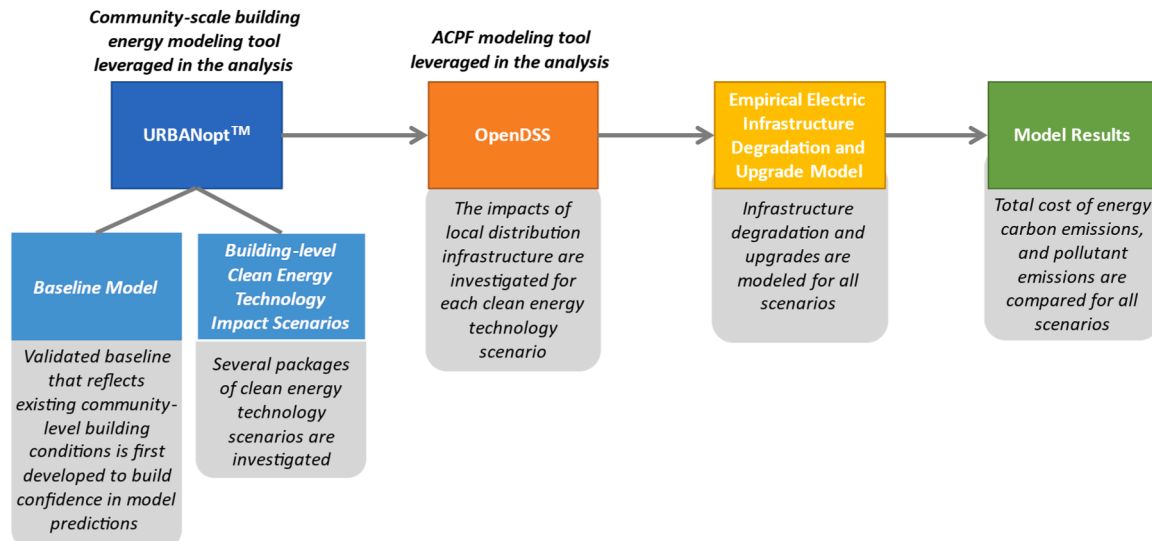 Community-scale building
energy modeling tool
leveraged in the analysis
ACPF modeling tool
leveraged in the analysis
URBANopt™
OpenDSS
Empirical Electric
Infrastructure
Degradation and
Upgrade Model
Model Results
Baseline Model
Validated baseline
that reflects
existing community-
level building
conditions is first
developed to build
confidence in model
predictions
Building-level
Clean Energy
Technology
Impact Scenarios
Several packages
of clean energy
technology
scenarios are
investigated
The impacts of
local distribution
infrastructure are
investigated for
each clean energy
technology
scenario
Infrastructure
degradation and
upgrades are
modeled for all
scenarios
Total cost of energy
carbon emissions,
and pollutant
emissions are
compared for all
scenarios